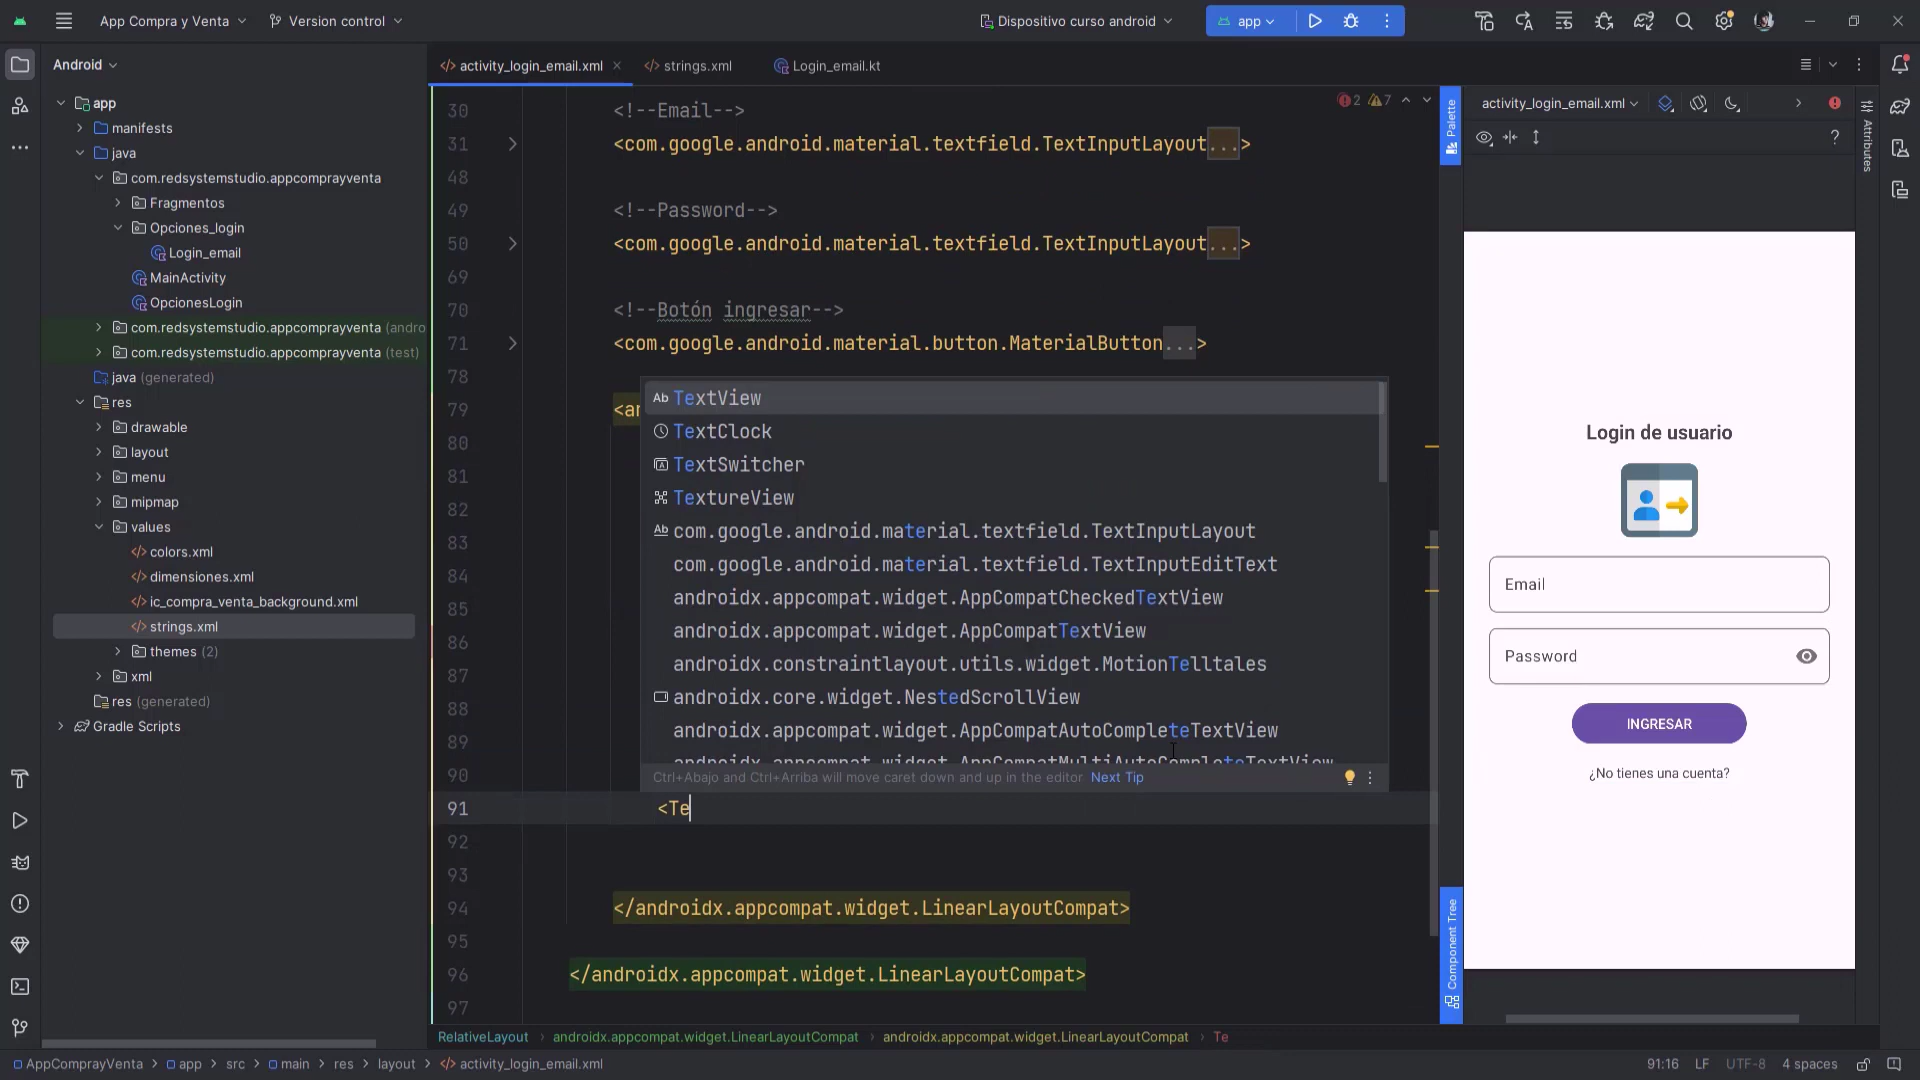 App Compra y Venta
Version control
Dispositivo curso android
app
Android
activity_login_email.xml
strings.xml
Login_email.kt
app
manifests
java
com.redsystemstudio.appcomprayventa
Fragmentos
Opciones_login
Login_email
MainActivity
OpcionesLogin
com.redsystemstudio.appcomprayventa (andro
com.redsystemstudio.appcomprayventa (test)
java (generated)
res
drawable
layout
menu
mipmap
values
colors.xml
dimensiones.xml
ic_compra_venta_background.xml
strings.xml
themes (2)
xml
res (generated)
Gradle Scripts
2 7
30 <!--Email-->
31 <com.google.android.material.textfield.TextInputLayout...>
48
49 <!--Password-->
50 <com.google.android.material.textfield.TextInputLayout...>
69
70 <!--Botón ingresar-->
71 <com.google.android.material.button.MaterialButton...>
78
79 <an
80
81
82
83
84
85
86
87
88
89
90
91 <Te
92
93
94 </androidx.appcompat.widget.LinearLayoutCompat>
95
96 </androidx.appcompat.widget.LinearLayoutCompat>
97
Ab TextView
TextClock
TextSwitcher
TextureView
Ab com.google.android.material.textfield.TextInputLayout
com.google.android.material.textfield.TextInputEditText
androidx.appcompat.widget.AppCompatCheckedTextView
androidx.appcompat.widget.AppCompatTextView
androidx.constraintlayout.utils.widget.MotionTelltales
androidx.core.widget.NestedScrollView
androidx.appcompat.widget.AppCompatAutoCompleteTextView
androidx.appcompat.widget.AppCompatMultiAutoCompleteTextView
Ctrl+Abajo and Ctrl+Arriba will move caret down and up in the editor Next Tip
Palette
Component Tree
activity_login_email.xml
Attributes
Login de usuario
Email
Password
INGRESAR
¿No tienes una cuenta?
RelativeLayout androidx.appcompat.widget.LinearLayoutCompat androidx.appcompat.widget.LinearLayoutCompat Te
AppComprayVenta app src main res layout activity_login_email.xml
91:16 LF UTF-8 4 spaces